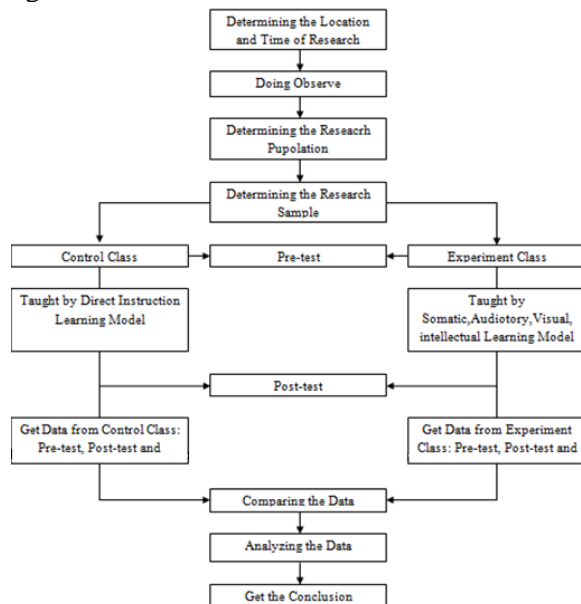 Determining the Location
and Time of Research
Doing Observe
Determining the Reseacrh
Pupolation
Determining the Research
Sample
Control Class
Pre-test
Experiment Class
Taught by Direct Instruction
Learning Model
Taught by
Somatic,Audiotory,Visual,
intellectual Learning Model
Post-test
Get Data from Control Class:
Pre-test, Post-test and
Get Data from Experiment
Class: Pre-test, Post-test and
Comparing the Data
Analyzing the Data
Get the Conclusion